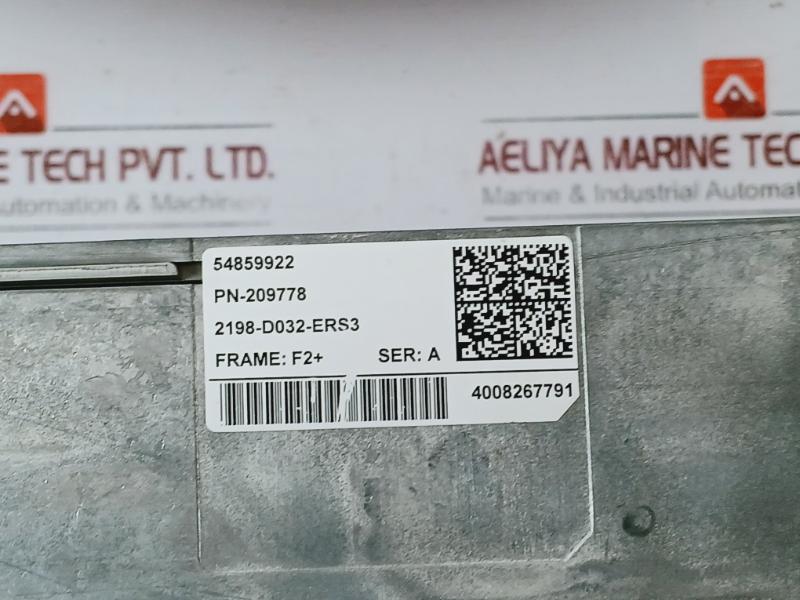 E TECH PVT. LTD.
utomation & Machinery
AELIYA MARINE TEC
Marine & Industrial Automat
54859922
PN-209778
2198-D032-ERS3
FRAME: F2+ SER: A
4008267791